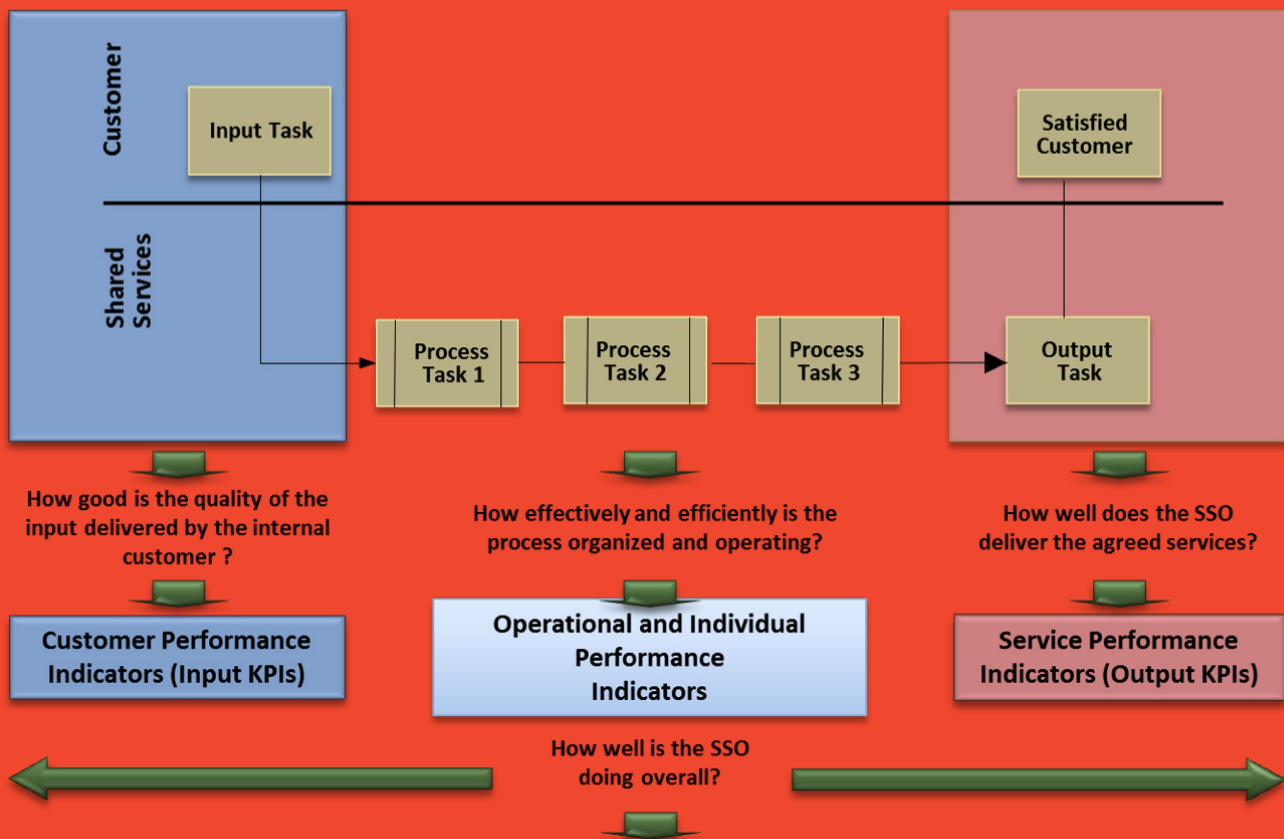 Customer
Input Task
Satisfied
Customer
Shared
Services
Process
Task 1
Process
Task 2
Process
Task 3
Output
Task
How good is the quality of the
input delivered by the internal
customer ?
How effectively and efficiently is the
process organized and operating?
How well does the SSO
deliver the agreed services?
Customer Performance
Indicators (Input KPIs)
Operational and Individual
Performance
Indicators
Service Performance
Indicators (Output KPIs)
How well is the SSO
doing overall?